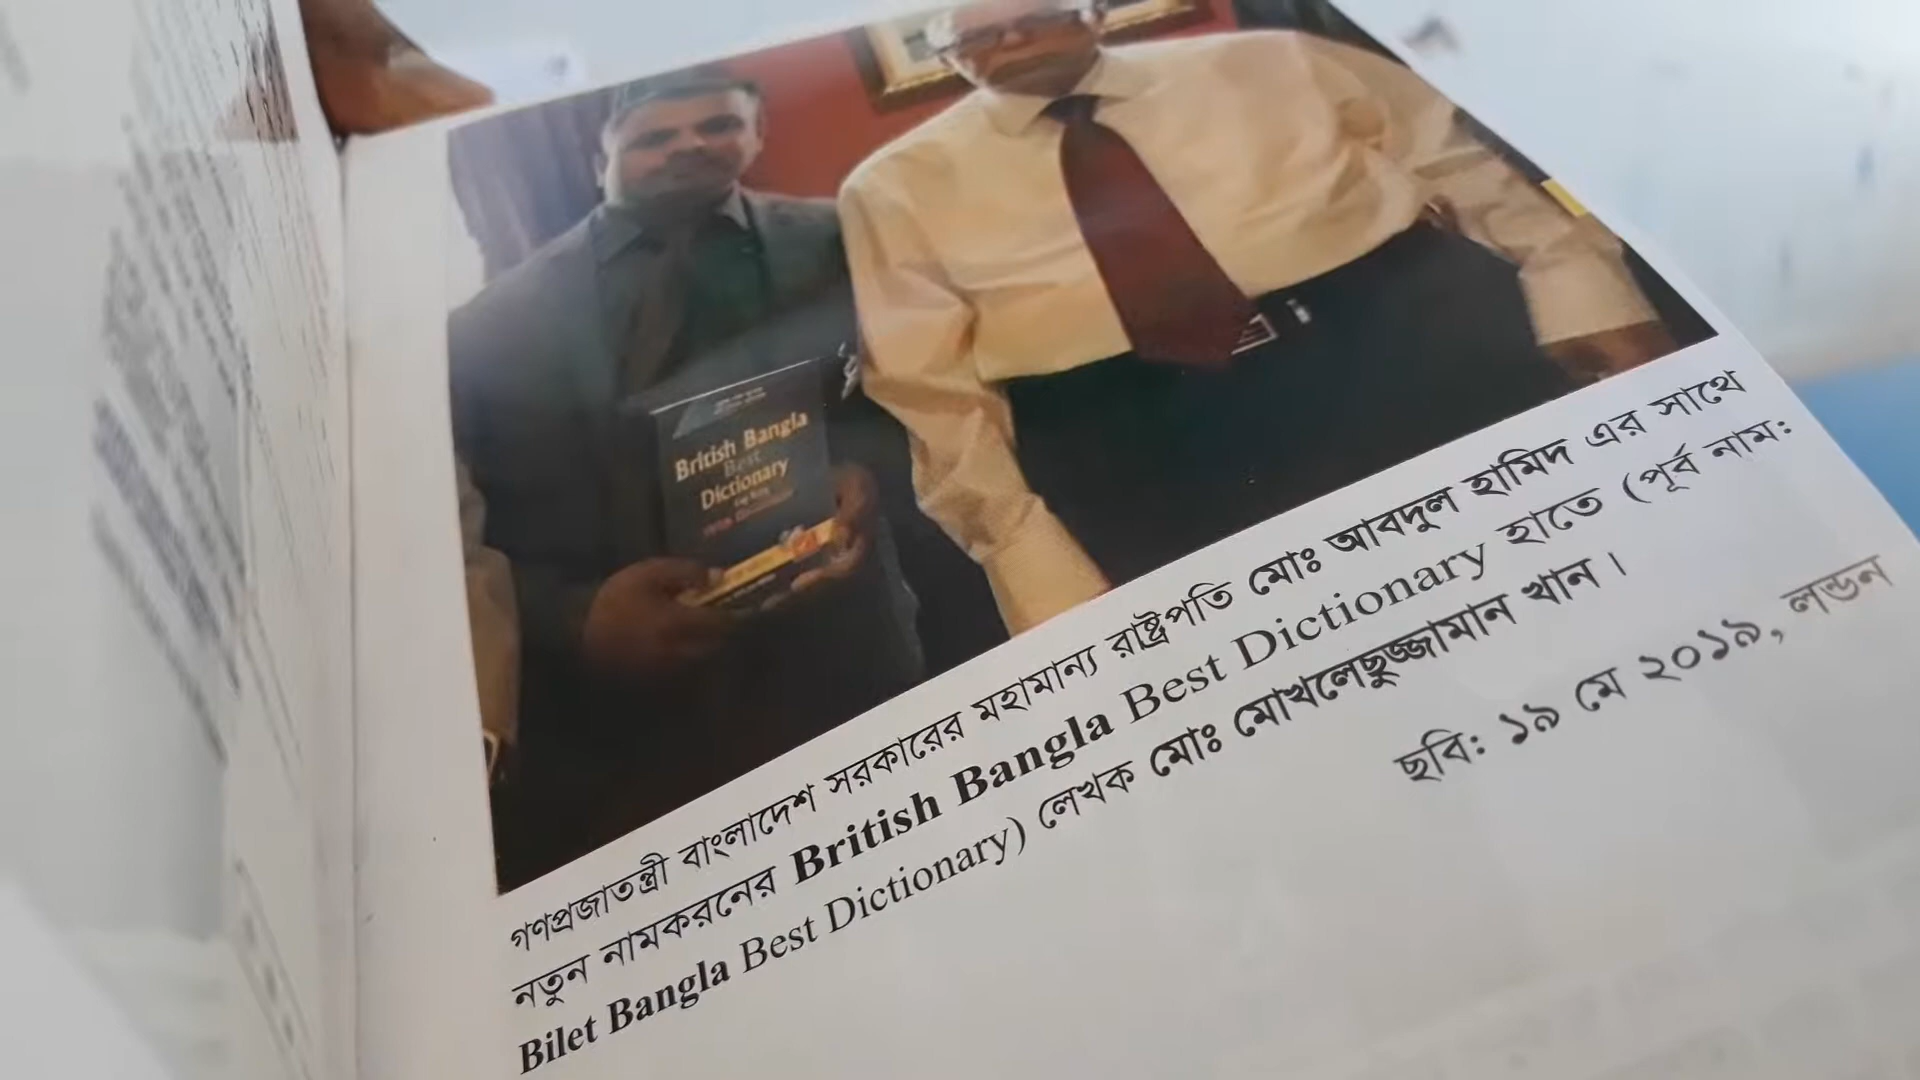 British Bangla
Best
Dictionary
গণপ্রজাতন্ত্রী বাংলাদেশ সরকারের মহামান্য রাষ্ট্রপতি মোঃ আবদুল হামিদ এর সাথে
নতুন নামকরনের British Bangla Best Dictionary হাতে (পূর্ব নাম:
Bilet Bangla Best Dictionary) লেখক মোঃ মোখলেছুজ্জামান খান।
ছবি: ১৯ মে ২০১৯, লন্ডন